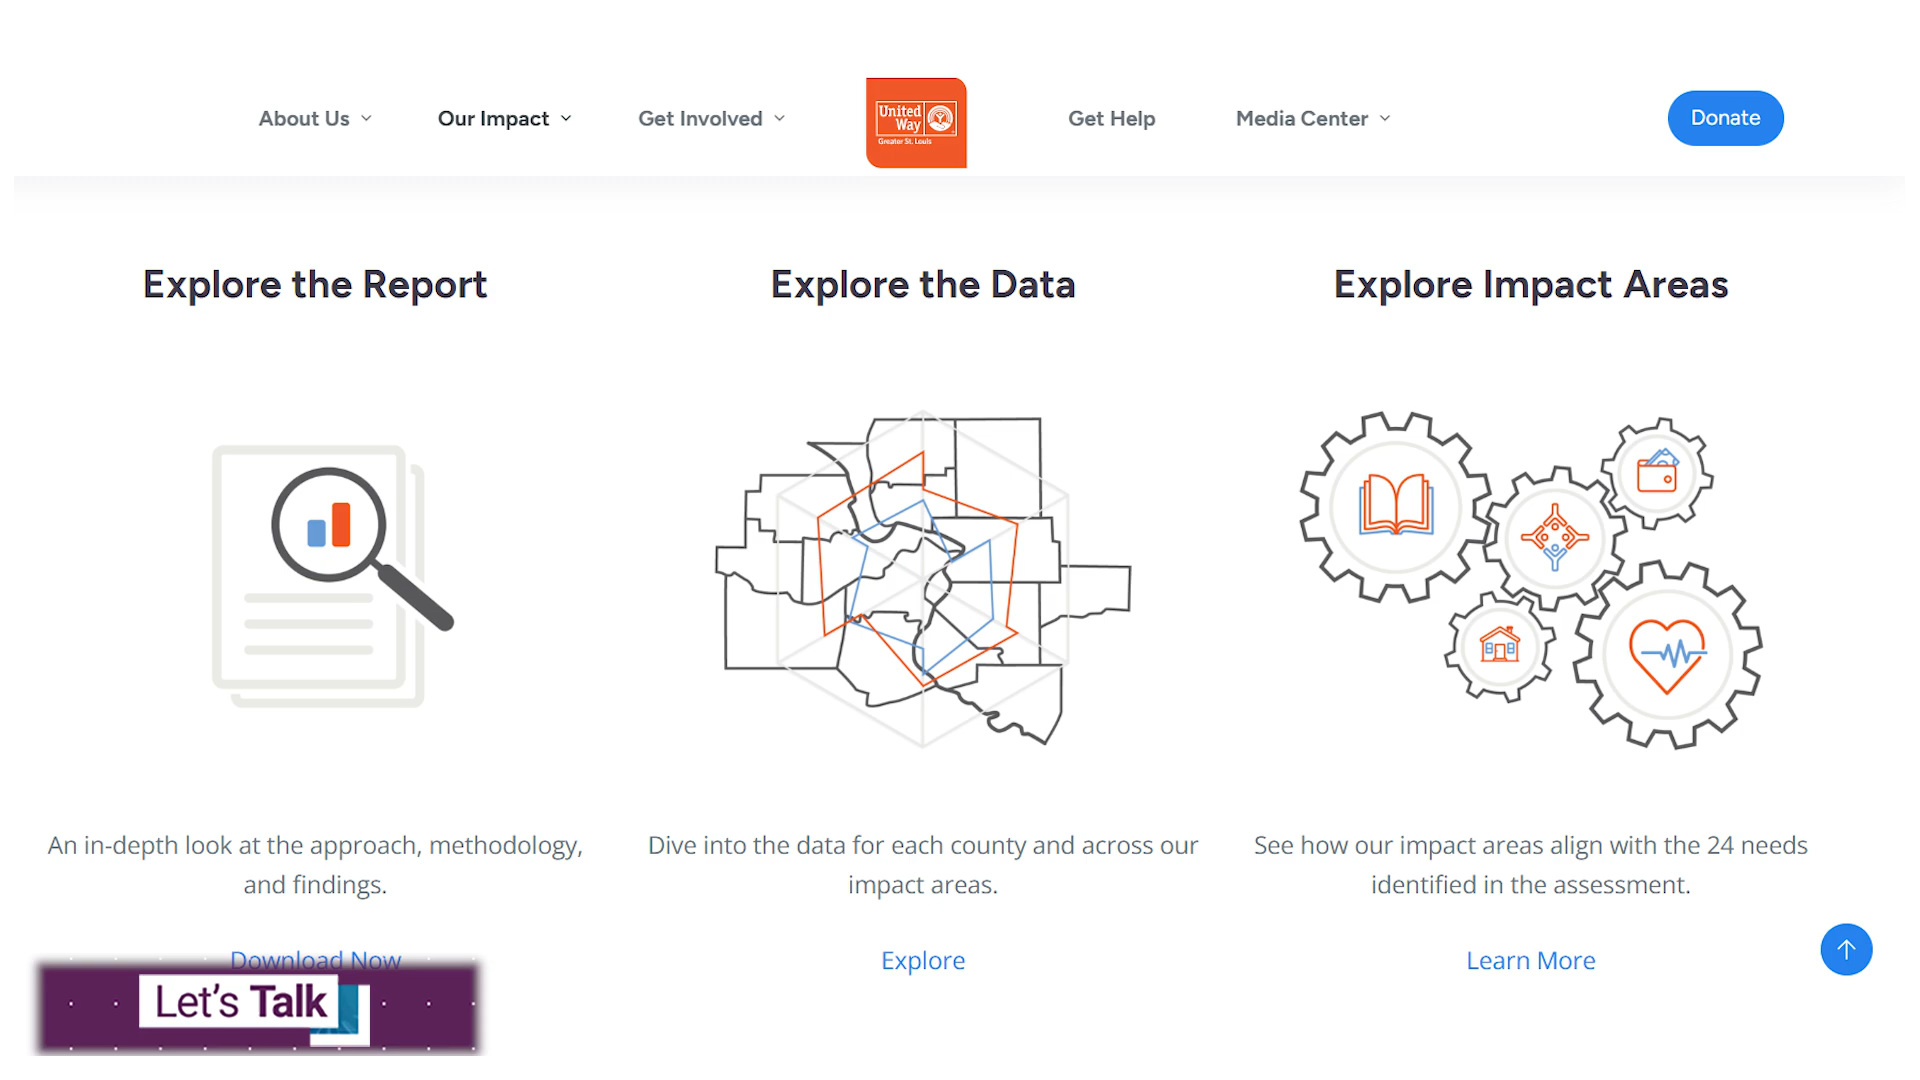 About Us
Our Impact
Get Involved
United
Way
Greater St. Louis
Get Help
Media Center
Donate
Explore the Report
Explore the Data
Explore Impact Areas
An in-depth look at the approach, methodology,
and findings.
Dive into the data for each county and across our
impact areas.
See how our impact areas align with the 24 needs
identified in the assessment.
Download Now
Explore
Learn More
Let's Talk